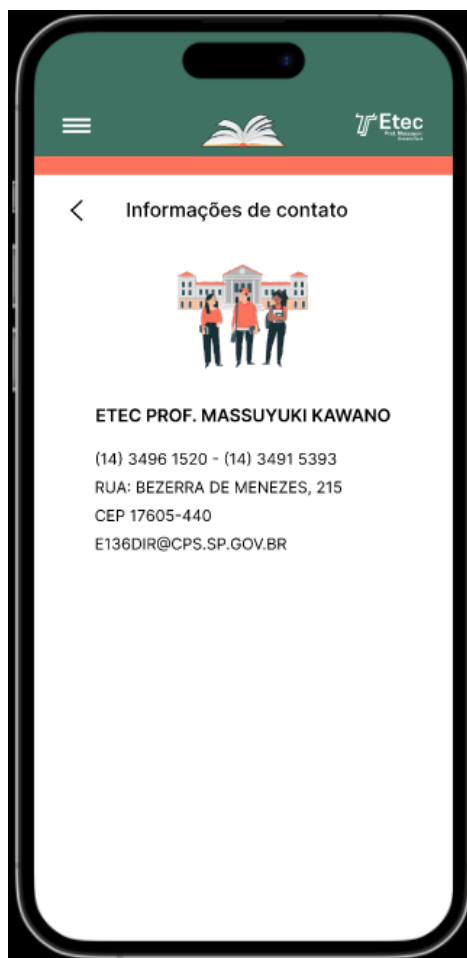 Etec
Informações de contato
ETEC PROF. MASSUYUKI KAWANO
(14) 3496 1520 - (14) 3491 5393
RUA: BEZERRA DE MENEZES, 215
CEP 17605-440
E136DIR@CPS.SP.GOV.BR